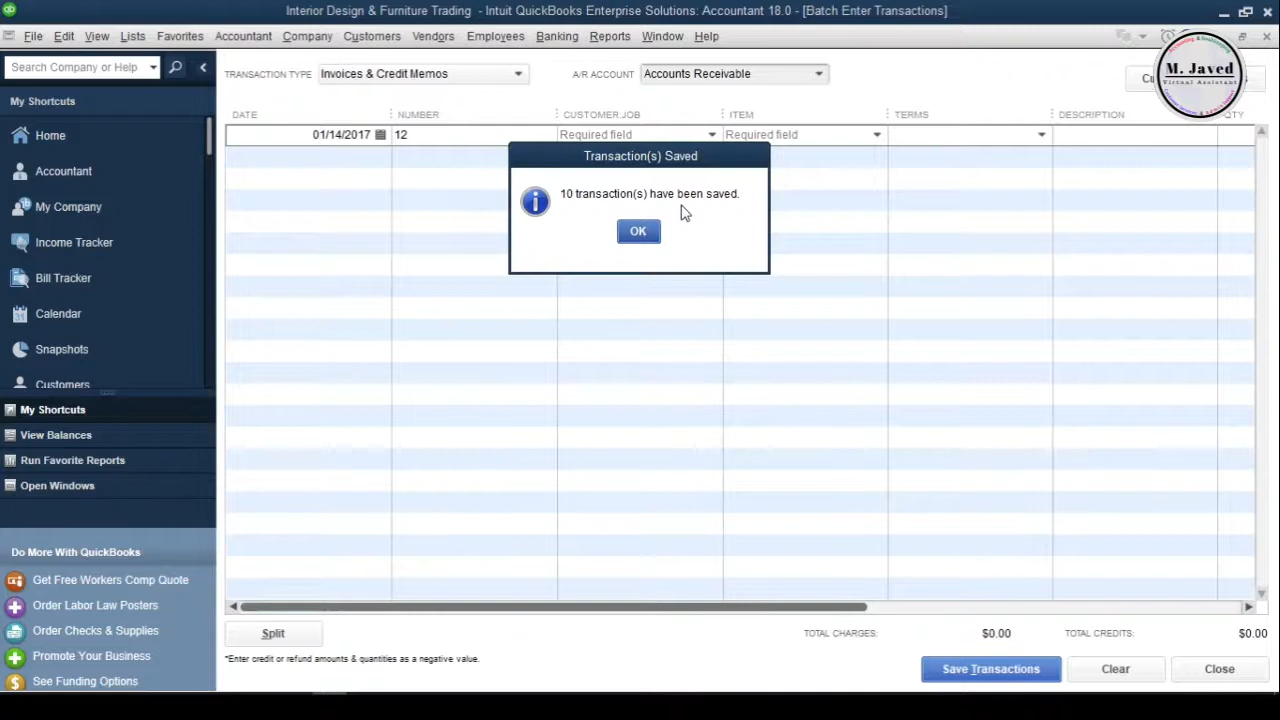 Interior Design & Furniture Trading - Intuit QuickBooks Enterprise Solutions: Accountant 18.0 - [Batch Enter Transactions]
File Edit View Lists Favorites Accountant Company Customers Vendors Employees Banking Reports Window Help
Search Company or Help
TRANSACTION TYPE Invoices & Credit Memos A/R ACCOUNT Accounts Receivable
M. Javed
Virtual Assistant
My Shortcuts
Home
Accountant
My Company
Income Tracker
Bill Tracker
Calendar
Snapshots
Customers
My Shortcuts
View Balances
Run Favorite Reports
Open Windows
Do More With QuickBooks
Get Free Workers Comp Quote
Order Labor Law Posters
Order Checks & Supplies
Promote Your Business
See Funding Options
DATE NUMBER CUSTOMER:JOB ITEM TERMS DESCRIPTION QTY
01/14/2017 12 Required field Required field
Transaction(s) Saved
10 transaction(s) have been saved.
OK
Split TOTAL CHARGES: $0.00 TOTAL CREDITS: $0.00
*Enter credit or refund amounts & quantities as a negative value.
Save Transactions Clear Close